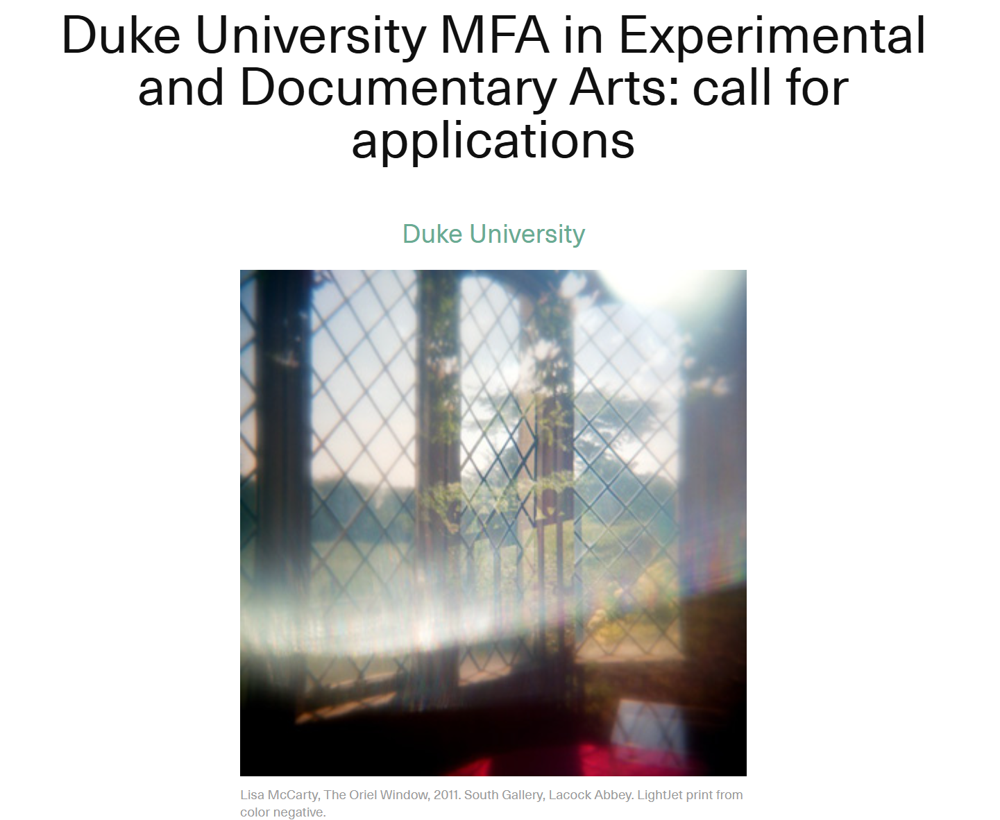 Duke University MFA in Experimental
and Documentary Arts: call for
applications
Duke University
Lisa McCarty, The Oriel Window, 2011. South Gallery, Lacock Abbey. LightJet print from
color negative.